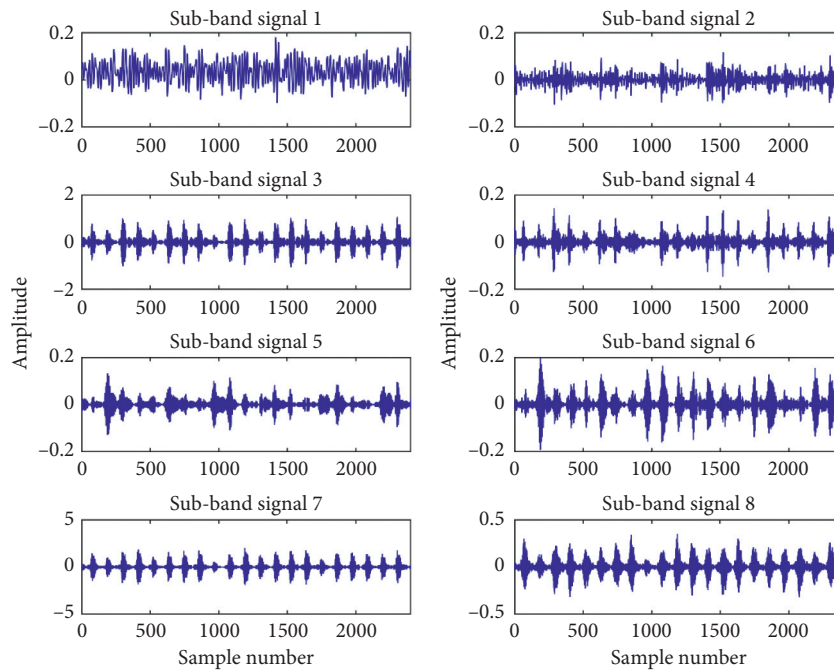 Sub-band signal 1
0.2
0
−0.2
0 500 1000 1500 2000
Sub-band signal 2
0.2
0
−0.2
0 500 1000 1500 2000
Sub-band signal 3
2
0
−2
0 500 1000 1500 2000
Sub-band signal 4
0.2
0
−0.2
0 500 1000 1500 2000
Amplitude
Amplitude
Sub-band signal 5
0.2
0
−0.2
0 500 1000 1500 2000
Sub-band signal 6
0.2
0
−0.2
0 500 1000 1500 2000
Sub-band signal 7
5
0
−5
0 500 1000 1500 2000
Sample number
Sub-band signal 8
0.5
0
−0.5
0 500 1000 1500 2000
Sample number